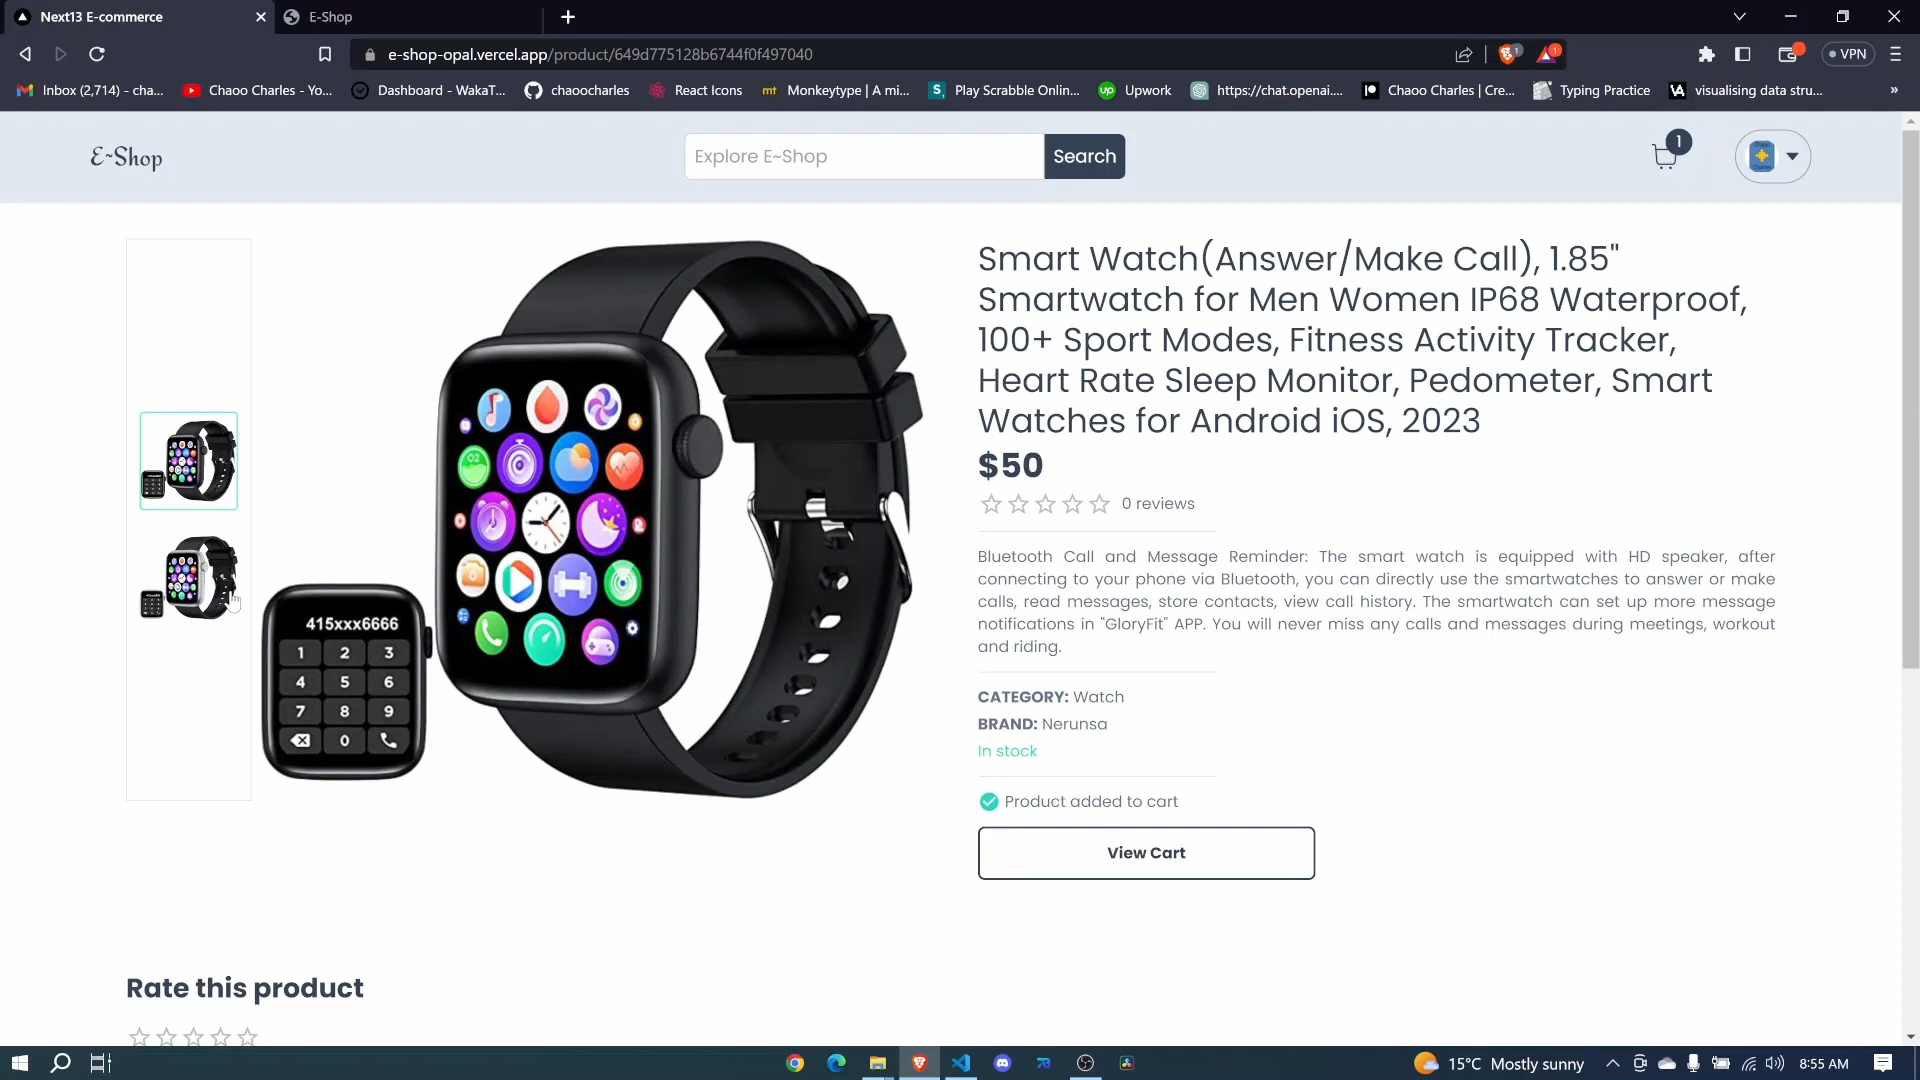 Next13 E-commerce
E-Shop
e-shop-opal.vercel.app/product/649d775128b6744f0f497040
1
1
VPN
Inbox (2,714) - cha...
Chaoo Charles - Yo...
Dashboard - WakaT...
chaoocharles
React Icons
mt Monkeytype | A mi...
S. Play Scrabble Onlin...
up Upwork
https://chat.openai....
Chaoo Charles | Cre...
Typing Practice
visualising data stru...
»
E~Shop
Explore E~Shop
Search
1
Smart Watch(Answer/Make Call), 1.85"
Smartwatch for Men Women IP68 Waterproof,
100+ Sport Modes, Fitness Activity Tracker,
Heart Rate Sleep Monitor, Pedometer, Smart
Watches for Android iOS, 2023
$50
0 reviews
Bluetooth Call and Message Reminder: The smart watch is equipped with HD speaker, after
connecting to your phone via Bluetooth, you can directly use the smartwatches to answer or make
calls, read messages, store contacts, view call history. The smartwatch can set up more message
notifications in "GloryFit" APP. You will never miss any calls and messages during meetings, workout
and riding.
CATEGORY: Watch
BRAND: Nerunsa
In stock
Product added to cart
View Cart
415xxx6666
1 2 3
4 5 6
7 8 9
0
Rate this product
15°C Mostly sunny
8:55 AM